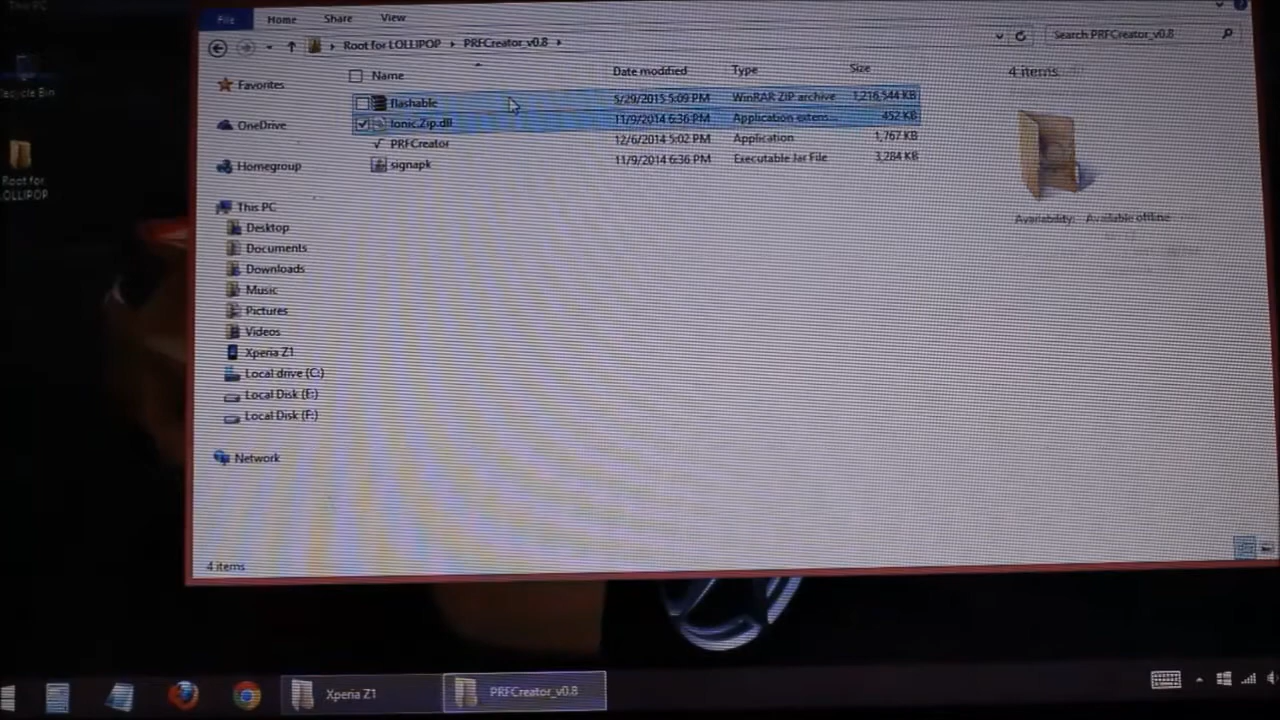 This PC
File Home Share View
Root for LOLLIPOP PRFCreator_v0.8 Search PRFCreator_v0.8
Name Date modified Type Size
flashable 5/29/2015 5:09 PM WinRAR ZIP archive 1,216,544 KB
Ionic.Zip.dll 11/9/2014 6:36 PM Application extens... 452 KB
PRFCreator 12/6/2014 5:02 PM Application 1,767 KB
signapk 11/9/2014 6:36 PM Executable Jar File 3,284 KB
4 items
Availability: Available offline
Favorites
OneDrive
Homegroup
This PC
Desktop
Documents
Downloads
Music
Pictures
Videos
Xperia Z1
Local drive (C:)
Local Disk (E:)
Local Disk (F:)
Network
4 items
Recycle Bin
Root for
LOLLIPOP
Xperia Z1 PRFCreator_v0.8